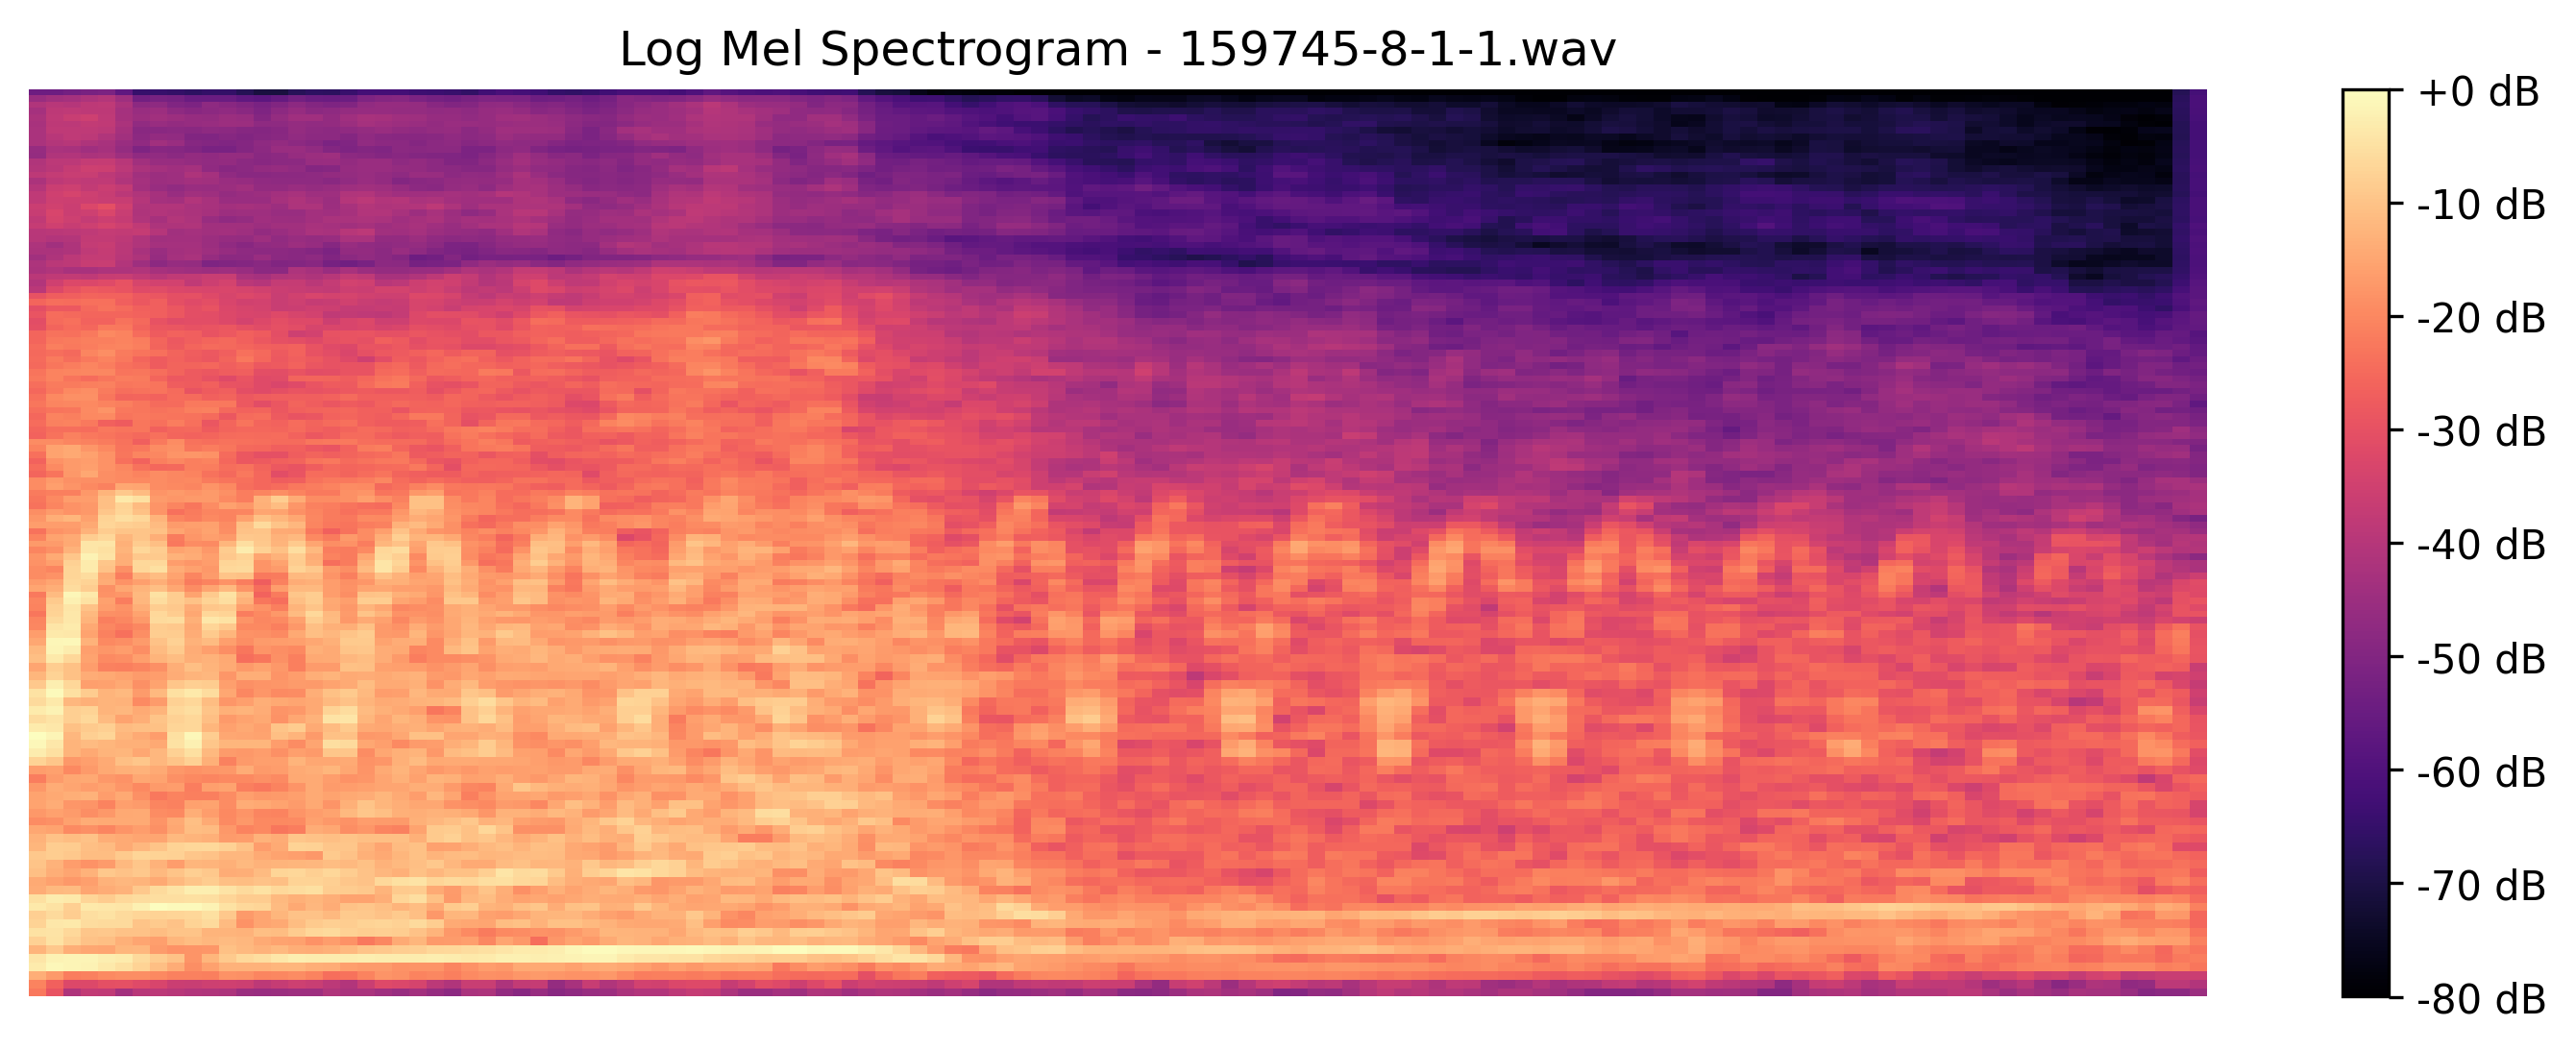 Log Mel Spectrogram - 159745-8-1-1.wav
+0 dB
-10 dB
-20 dB
-30 dB
-40 dB
-50 dB
-60 dB
-70 dB
-80 dB